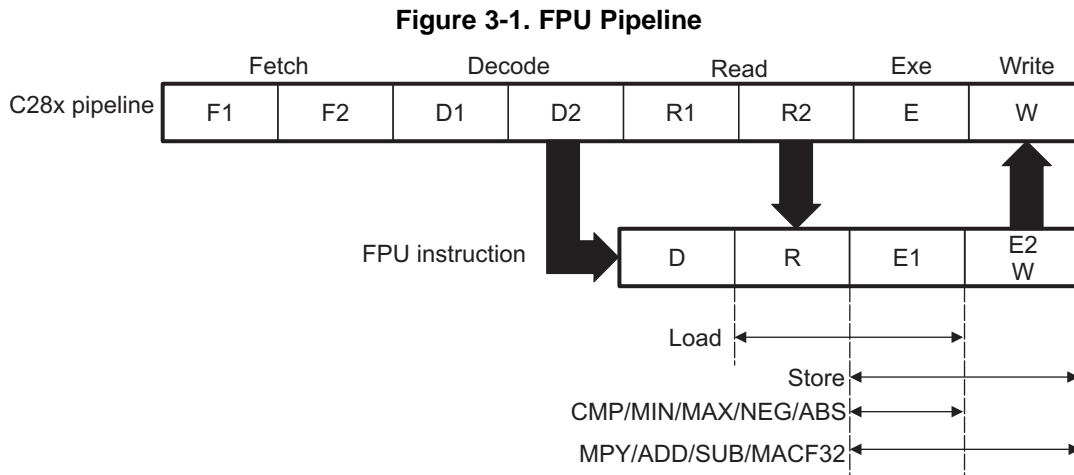 Figure 3-1. FPU Pipeline
Fetch Decode Read Exe Write
C28x pipeline F1 F2 D1 D2 R1 R2 E W
FPU instruction D R E1 E2
W
Load
Store
CMP/MIN/MAX/NEG/ABS
MPY/ADD/SUB/MACF32